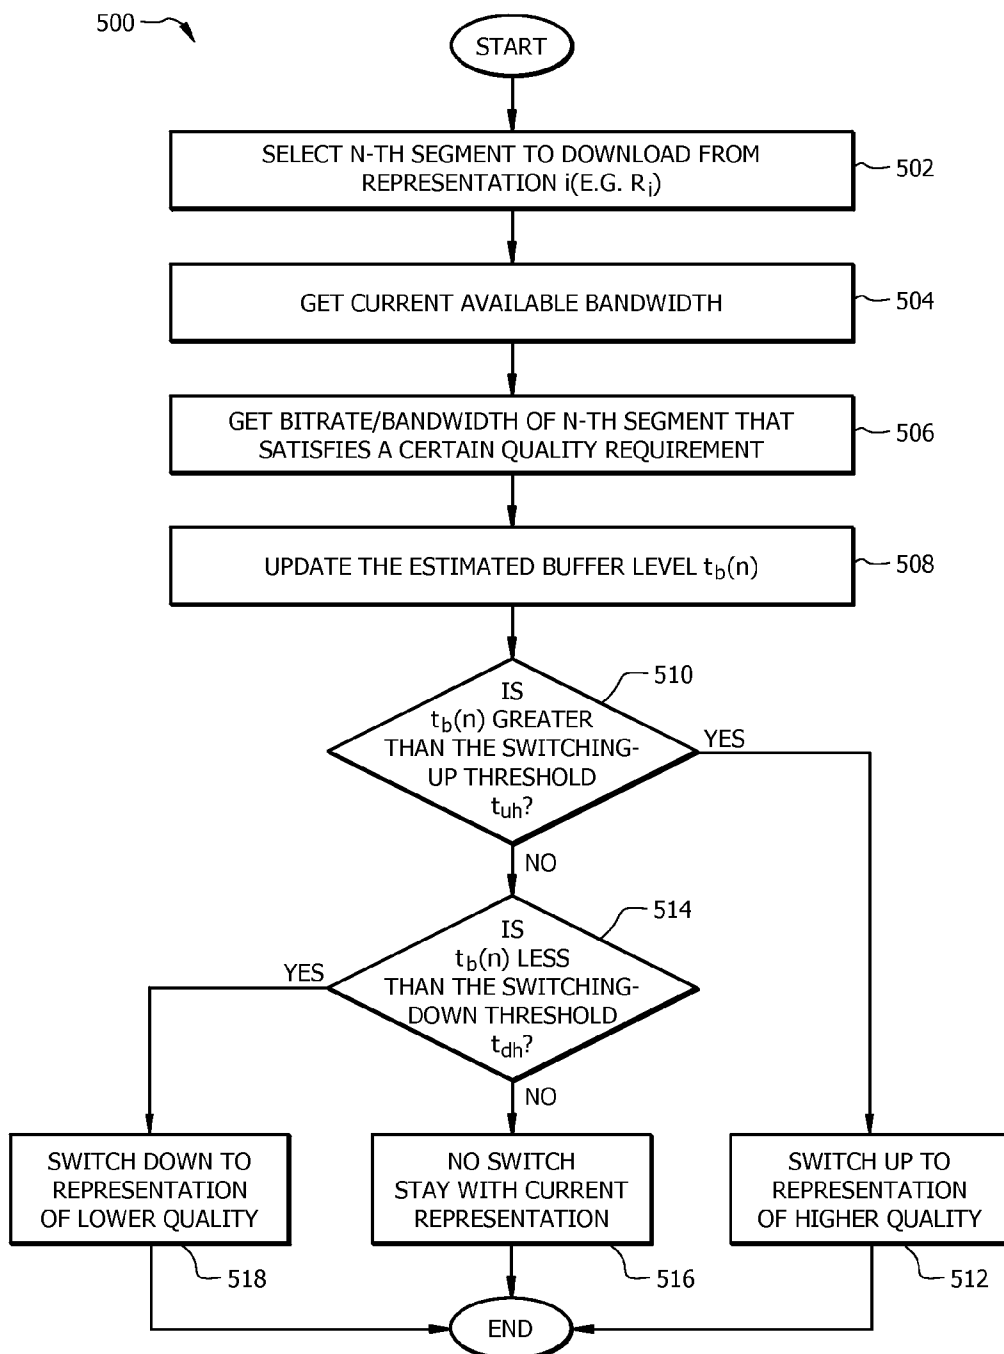 500
START
SELECT N-TH SEGMENT TO DOWNLOAD FROM
REPRESENTATION i(E.G. Ri)
502
GET CURRENT AVAILABLE BANDWIDTH
504
GET BITRATE/BANDWIDTH OF N-TH SEGMENT THAT
SATISFIES A CERTAIN QUALITY REQUIREMENT
506
UPDATE THE ESTIMATED BUFFER LEVEL tb(n)
508
IS
tb(n) GREATER
THAN THE SWITCHING-
UP THRESHOLD
tuh?
510
YES
NO
IS
tb(n) LESS
THAN THE SWITCHING-
DOWN THRESHOLD
tdh?
514
YES
NO
SWITCH DOWN TO
REPRESENTATION
OF LOWER QUALITY
518
NO SWITCH
STAY WITH CURRENT
REPRESENTATION
516
SWITCH UP TO
REPRESENTATION
OF HIGHER QUALITY
512
END